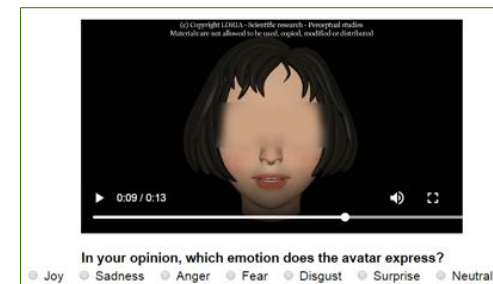 (c) Copyright LORIA - Scientific research - Perceptual studies
Materials are not allowed to be used, copied, modified or distributed
0:09 / 0:13
In your opinion, which emotion does the avatar express?
Joy Sadness Anger Fear Disgust Surprise Neutral